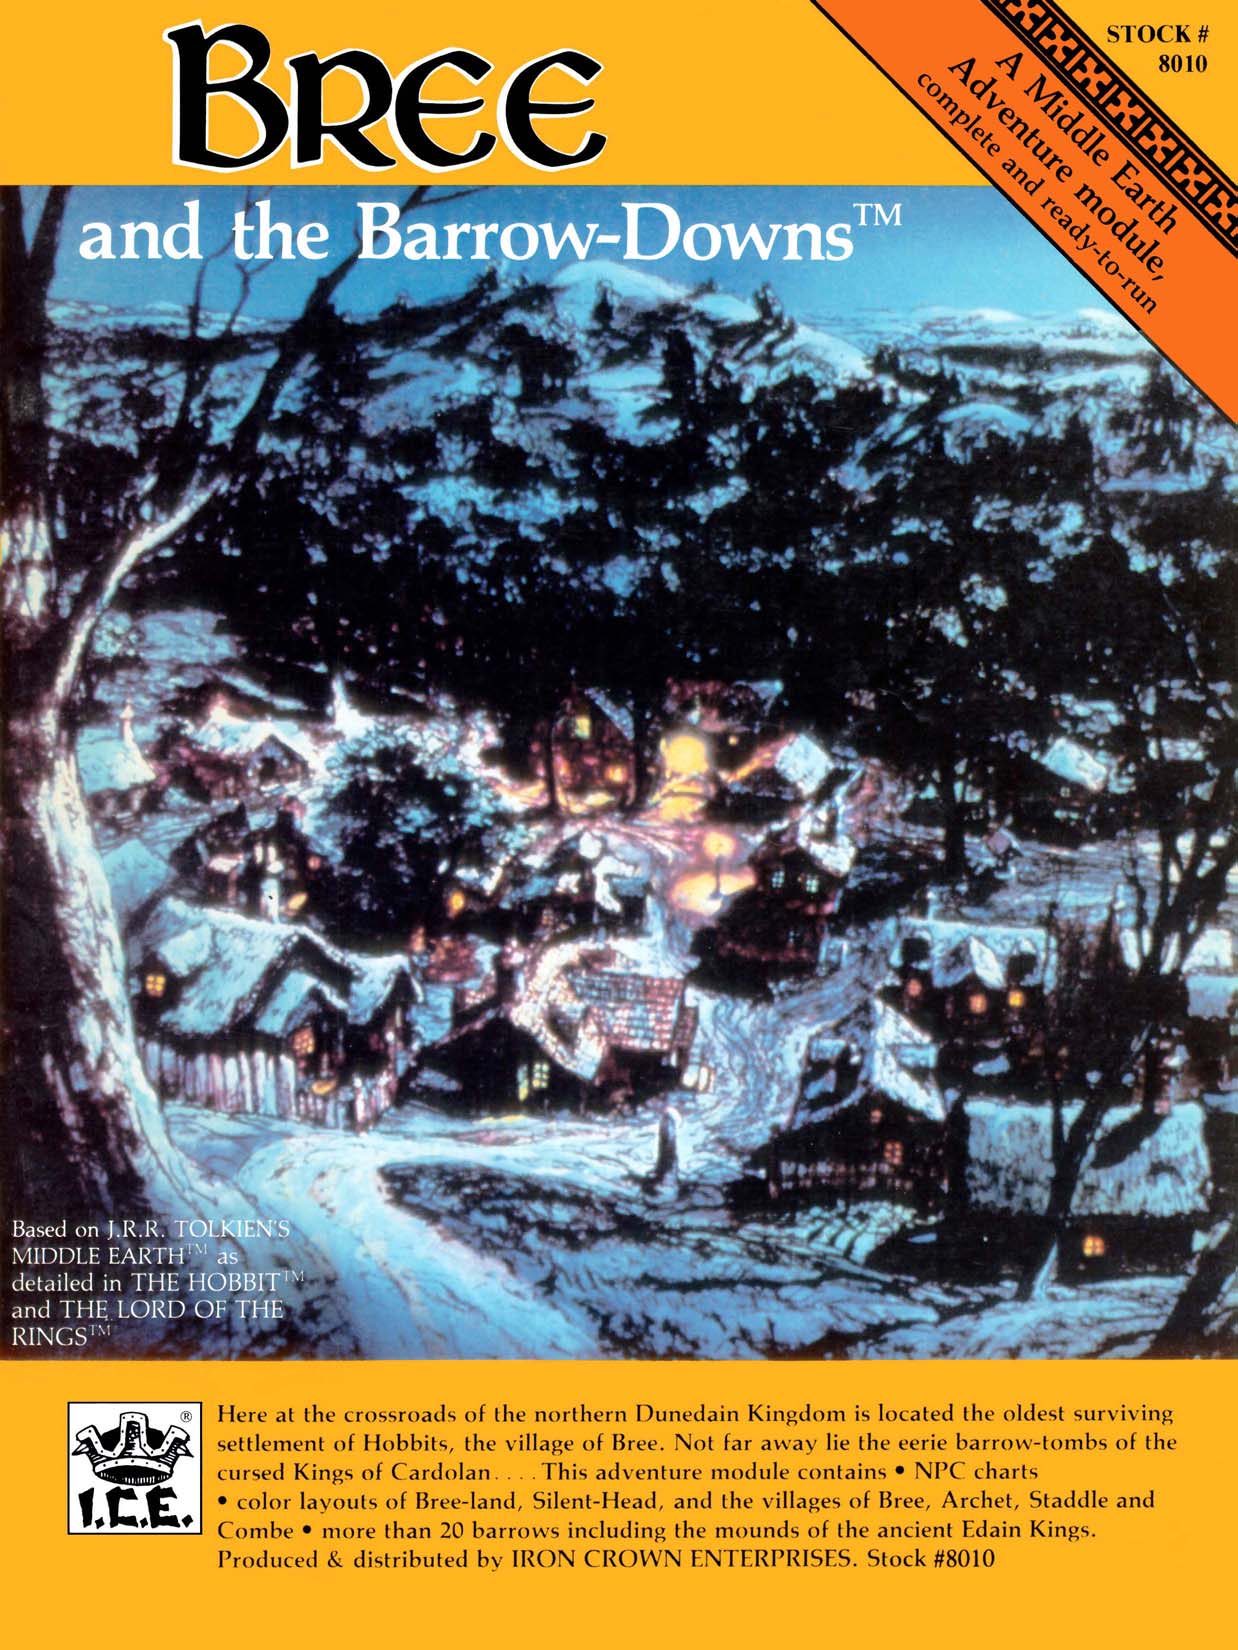 BREE
and the Barrow-Downs™
STOCK #
8010
A Middle Earth
Adventure module,
complete and ready-to-run
Based on J.R.R. TOLKIEN'S
MIDDLE EARTH™ as
detailed in THE HOBBIT™
and THE LORD OF THE
RINGS™
®
I.C.E.
Here at the crossroads of the northern Dunedain Kingdom is located the oldest surviving
settlement of Hobbits, the village of Bree. Not far away lie the eerie barrow-tombs of the
cursed Kings of Cardolan. . . . This adventure module contains • NPC charts
• color layouts of Bree-land, Silent-Head, and the villages of Bree, Archet, Staddle and
Combe • more than 20 barrows including the mounds of the ancient Edain Kings.
Produced & distributed by IRON CROWN ENTERPRISES. Stock #8010